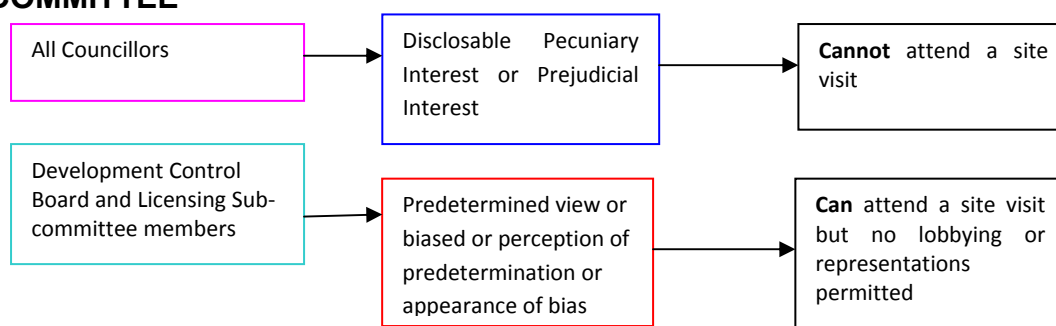 COMMITTEE
All Councillors
Disclosable Pecuniary
Interest or Prejudicial
Interest
Cannot attend a site
visit
Development Control
Board and Licensing Sub-
committee members
Predetermined view or
biased or perception of
predetermination or
appearance of bias
Can attend a site visit
but no lobbying or
representations
permitted